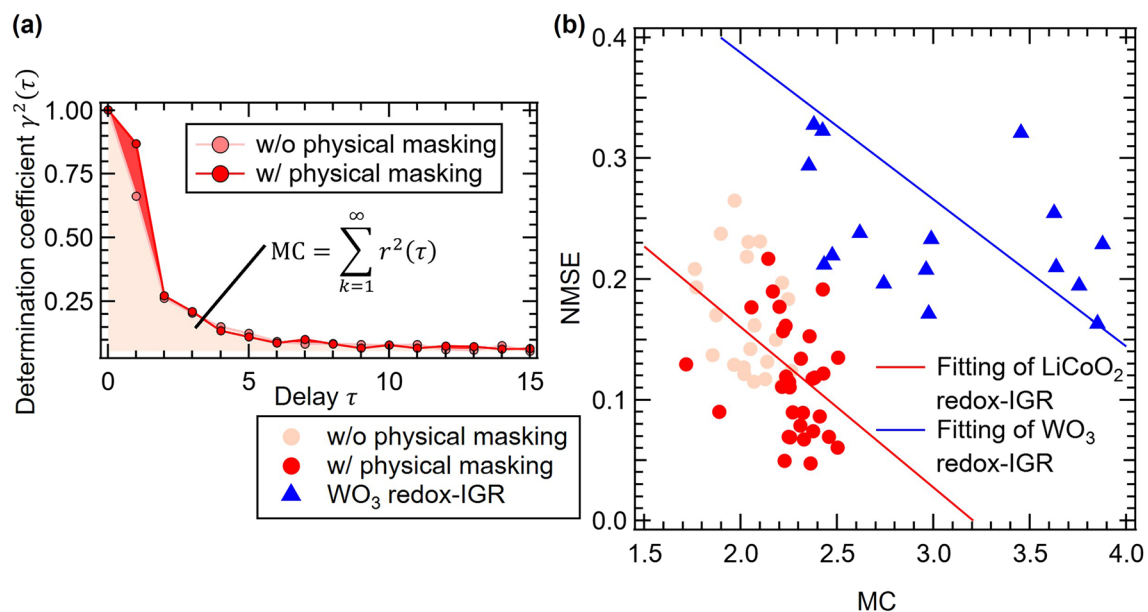 (a)
Determination coefficient γ²(τ)
1.00
0.75
0.50
0.25
w/o physical masking
w/ physical masking
MC = ∑ r²(τ)
∞
k=1
0
5
10
15
Delay τ
w/o physical masking
w/ physical masking
WO₃ redox-IGR
(b)
NMSE
0.4
0.3
0.2
0.1
0.0
Fitting of LiCoO₂
redox-IGR
Fitting of WO₃
redox-IGR
1.5
2.0
2.5
3.0
3.5
4.0
MC